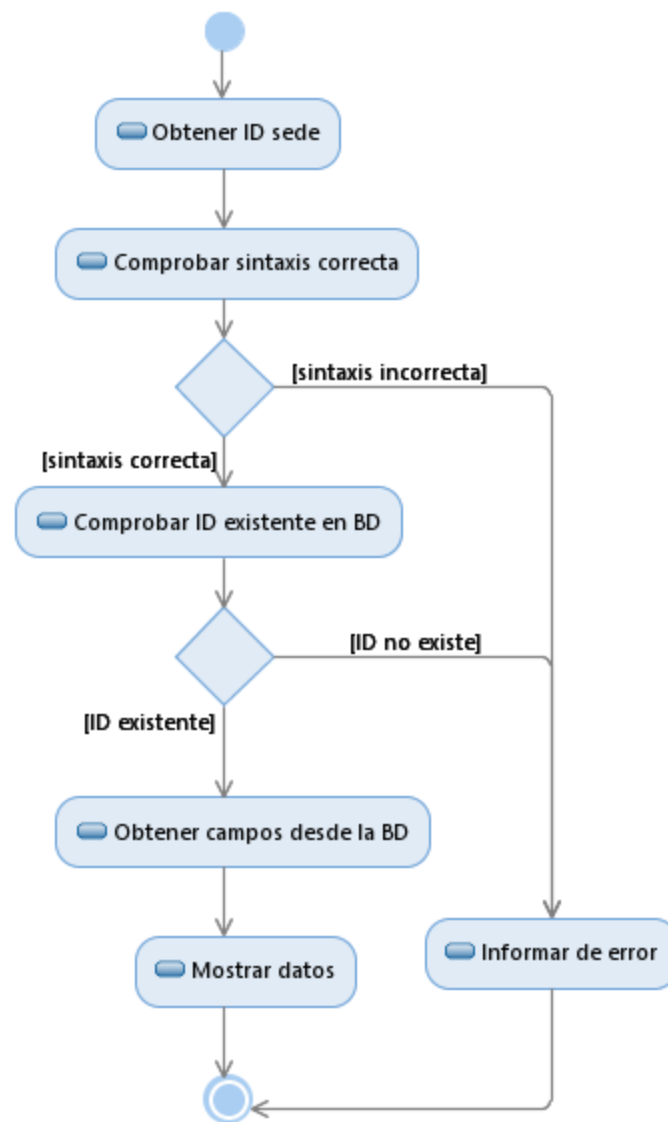 Obtener ID sede
Comprobar sintaxis correcta
[sintaxis incorrecta]
[sintaxis correcta]
Comprobar ID existente en BD
[ID no existe]
[ID existente]
Obtener campos desde la BD
Mostrar datos
Informar de error